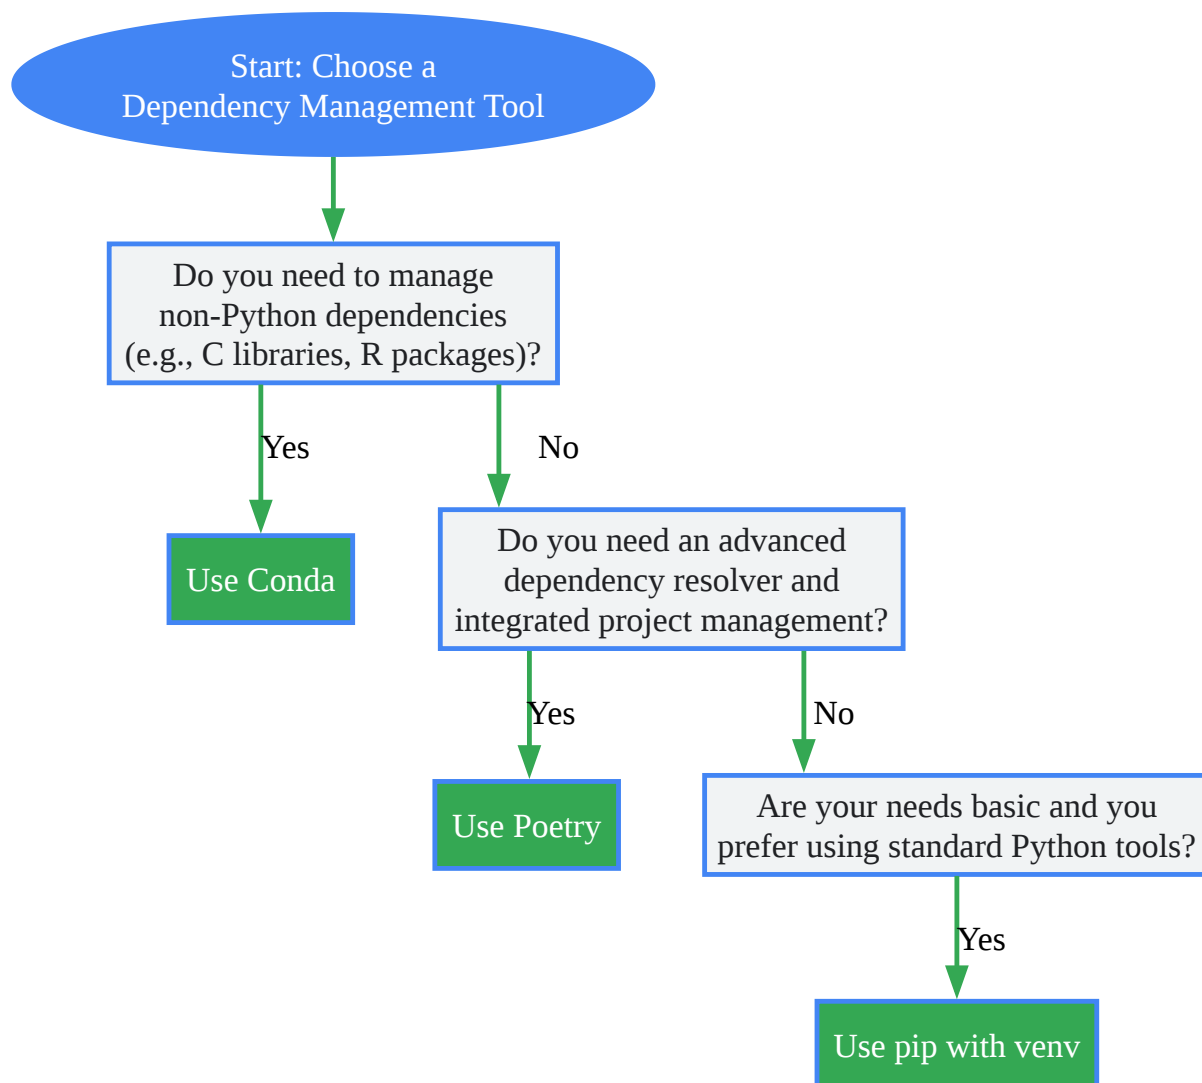 Start: Choose a
Dependency Management Tool
Do you need to manage
non-Python dependencies
(e.g., C libraries, R packages)?
Yes
No
Use Conda
Do you need an advanced
dependency resolver and
integrated project management?
Yes
No
Use Poetry
Are your needs basic and you
prefer using standard Python tools?
Yes
Use pip with venv